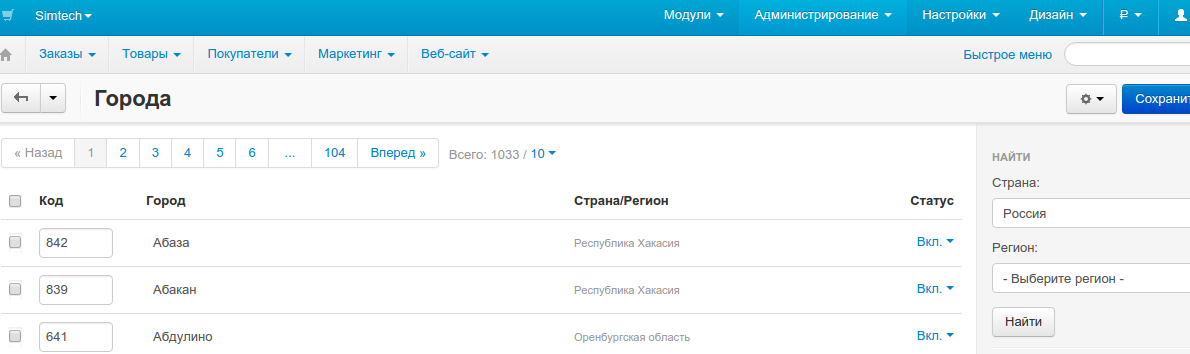 Simtech Модули Администрирование Настройки Дизайн ₽
Заказы Товары Покупатели Маркетинг Веб-сайт Быстрое меню
Города Сохранит
« Назад 1 2 3 4 5 6 ... 104 Вперед » Всего: 1033 / 10
НАЙТИ
Страна:
Россия
Регион:
- Выберите регион -
Найти
Код Город Страна/Регион Статус
842 Абаза Республика Хакасия Вкл.
839 Абакан Республика Хакасия Вкл.
641 Абдулино Оренбургская область Вкл.